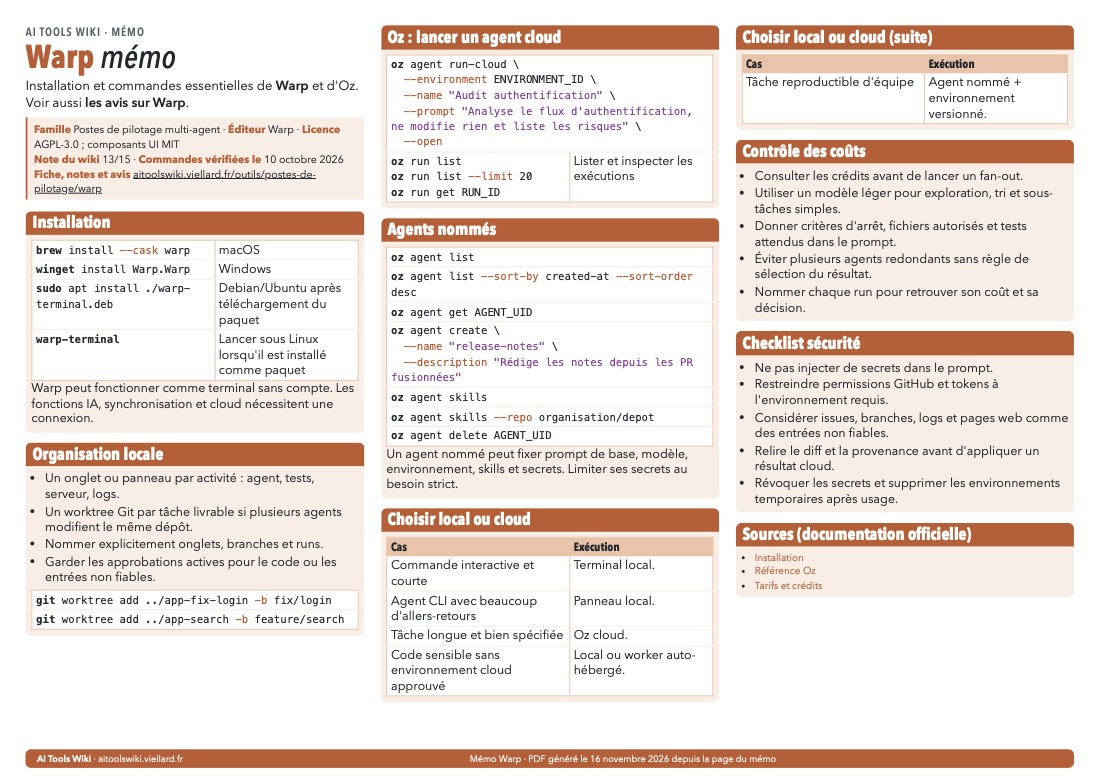 AI TOOLS WIKI · MÉMO
Warp mémo
Installation et commandes essentielles de Warp et d'Oz.
Voir aussi les avis sur Warp.
Famille Postes de pilotage multi-agent · Éditeur Warp · Licence
AGPL-3.0 ; composants UI MIT
Note du wiki 13/15 · Commandes vérifiées le 10 octobre 2026
Fiche, notes et avis aitoolswiki.viellard.fr/outils/postes-de-
pilotage/warp
Installation
brew install --cask warp
macOS
winget install Warp.Warp
Windows
sudo apt install ./warp-
terminal.deb
Debian/Ubuntu après
téléchargement du
paquet
warp-terminal
Lancer sous Linux
lorsqu'il est installé
comme paquet
Warp peut fonctionner comme terminal sans compte. Les
fonctions IA, synchronisation et cloud nécessitent une
connexion.
Organisation locale
• Un onglet ou panneau par activité : agent, tests,
serveur, logs.
• Un worktree Git par tâche livrable si plusieurs agents
modifient le même dépôt.
• Nommer explicitement onglets, branches et runs.
• Garder les approbations actives pour le code ou les
entrées non fiables.
git worktree add ../app-fix-login -b fix/login
git worktree add ../app-search -b feature/search
Oz : lancer un agent cloud
oz agent run-cloud \
--environment ENVIRONMENT_ID \
--name "Audit authentification" \
--prompt "Analyse le flux d'authentification,
ne modifie rien et liste les risques" \
--open
oz run list
oz run list --limit 20
oz run get RUN_ID
Lister et inspecter les
exécutions
Agents nommés
oz agent list
oz agent list --sort-by created-at --sort-order
desc
oz agent get AGENT_UID
oz agent create \
--name "release-notes" \
--description "Rédige les notes depuis les PR
fusionnées"
oz agent skills
oz agent skills --repo organisation/depot
oz agent delete AGENT_UID
Un agent nommé peut fixer prompt de base, modèle,
environnement, skills et secrets. Limiter ses secrets au
besoin strict.
Choisir local ou cloud
Cas
Exécution
Commande interactive et
courte
Terminal local.
Agent CLI avec beaucoup
d'allers-retours
Panneau local.
Tâche longue et bien spécifiée
Oz cloud.
Code sensible sans
environnement cloud
approuvé
Local ou worker auto-
hébergé.
Choisir local ou cloud (suite)
Cas
Exécution
Tâche reproductible d'équipe
Agent nommé +
environnement
versionné.
Contrôle des coûts
• Consulter les crédits avant de lancer un fan-out.
• Utiliser un modèle léger pour exploration, tri et sous-
tâches simples.
• Donner critères d'arrêt, fichiers autorisés et tests
attendus dans le prompt.
• Éviter plusieurs agents redondants sans règle de
sélection du résultat.
• Nommer chaque run pour retrouver son coût et sa
décision.
Checklist sécurité
• Ne pas injecter de secrets dans le prompt.
• Restreindre permissions GitHub et tokens à
l'environnement requis.
• Considérer issues, branches, logs et pages web comme
des entrées non fiables.
• Relire le diff et la provenance avant d'appliquer un
résultat cloud.
• Révoquer les secrets et supprimer les environnements
temporaires après usage.
Sources (documentation officielle)
• Installation
• Référence Oz
• Tarifs et crédits
AI Tools Wiki · aitoolswiki.viellard.fr
Mémo Warp · PDF généré le 16 novembre 2026 depuis la page du mémo